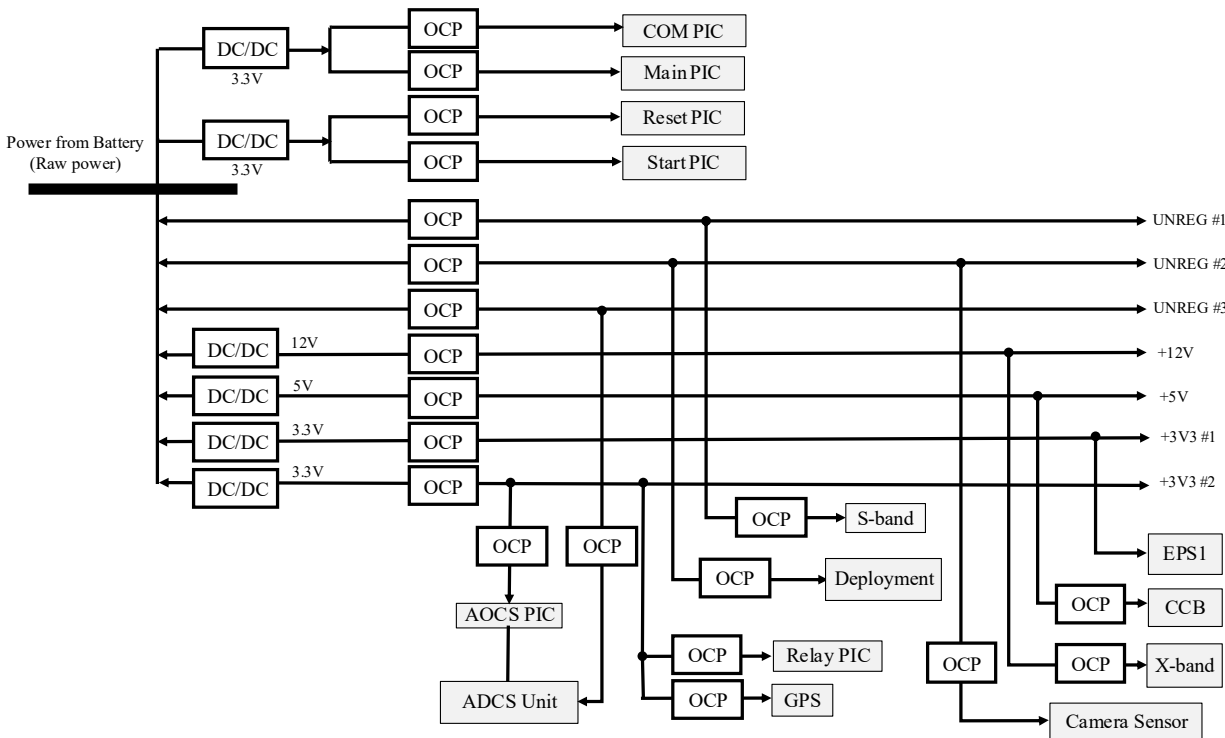 OCP
COM PIC
DC/DC
3.3V
OCP
Main PIC
OCP
Reset PIC
Power from Battery
(Raw power)
DC/DC
3.3V
OCP
Start PIC
OCP
UNREG #1
OCP
UNREG #2
OCP
UNREG #3
DC/DC
12V
OCP
+12V
DC/DC
5V
OCP
+5V
DC/DC
3.3V
OCP
+3V3 #1
DC/DC
3.3V
OCP
+3V3 #2
OCP
S-band
OCP
OCP
EPS1
OCP
Deployment
OCP
CCB
AOCS PIC
OCP
Relay PIC
OCP
OCP
X-band
ADCS Unit
OCP
GPS
Camera Sensor